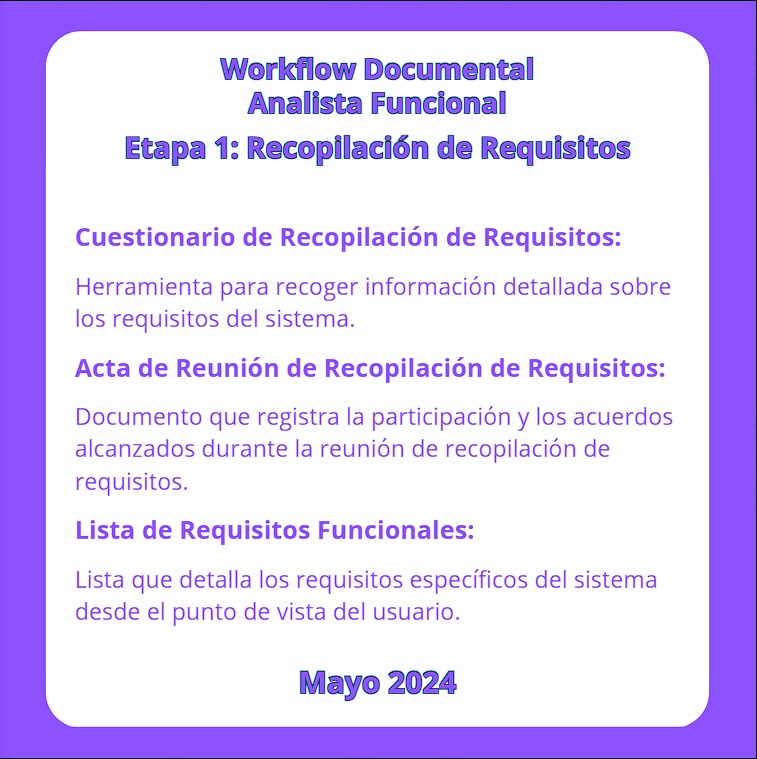 Workflow Documental
Analista Funcional
Etapa 1: Recopilación de Requisitos
Cuestionario de Recopilación de Requisitos:
Herramienta para recoger información detallada sobre
los requisitos del sistema.
Acta de Reunión de Recopilación de Requisitos:
Documento que registra la participación y los acuerdos
alcanzados durante la reunión de recopilación de
requisitos.
Lista de Requisitos Funcionales:
Lista que detalla los requisitos específicos del sistema
desde el punto de vista del usuario.
Mayo 2024